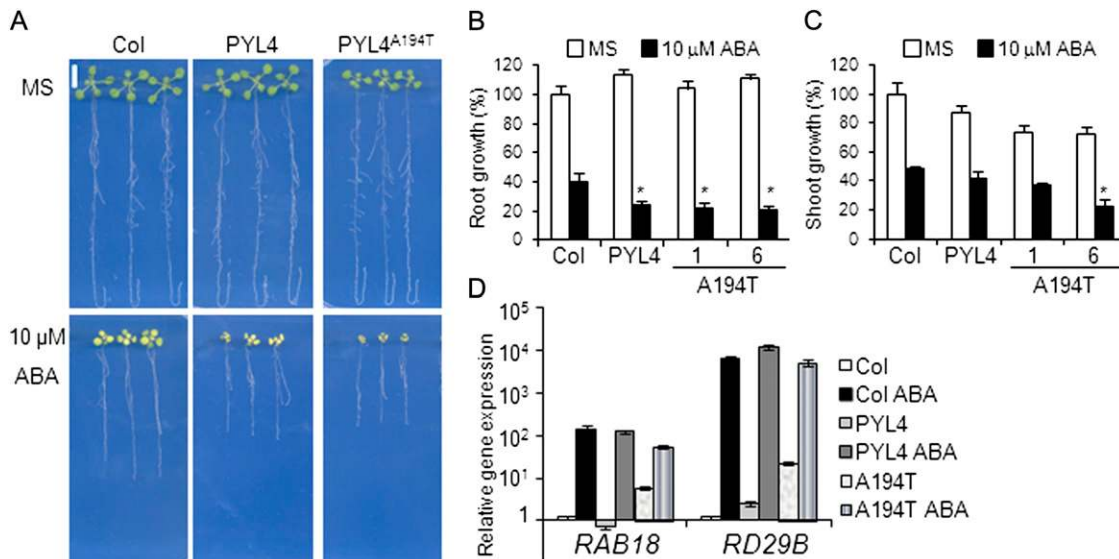 A
Col PYL4 PYL4A194T
MS
10 µM
ABA
B
MS 10 µM ABA
Root growth (%)
120
100
80
60
40
20
0
*
*
*
Col PYL4 1 6
A194T
C
MS 10 µM ABA
Shoot growth (%)
120
100
80
60
40
20
0
*
Col PYL4 1 6
A194T
D
Relative gene expression
10⁵
10⁴
10³
10²
10¹
1
RAB18 RD29B
Col
Col ABA
PYL4
PYL4 ABA
A194T
A194T ABA